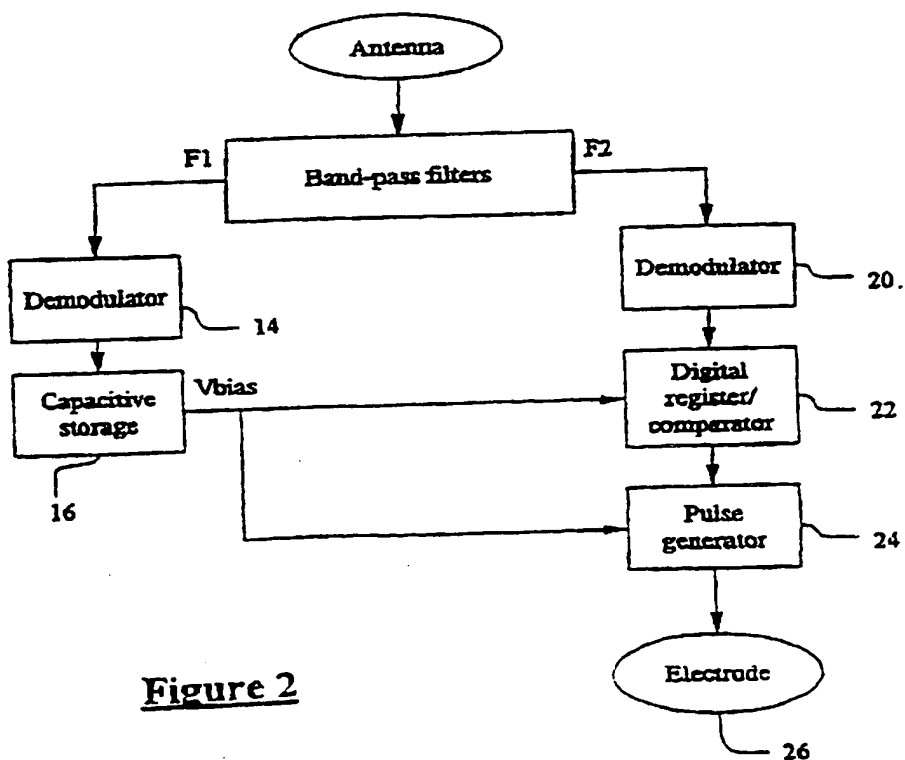 Antenna
F1
F2
Band-pass filters
Demodulator
14
Demodulator
20.
Capacitive
storage
16
Vbias
Digital
register/
comparator
22
Pulse
generator
24
Electrode
26
Figure 2